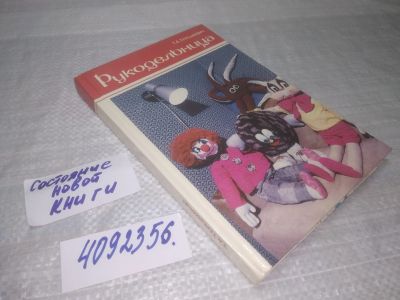 Рукодельница
состояние
новой
книги
4092356.